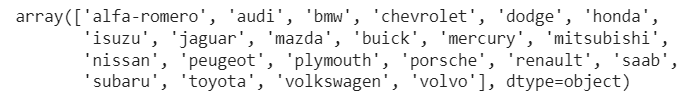 array(['alfa-romero', 'audi', 'bmw', 'chevrolet', 'dodge', 'honda',
'isuzu', 'jaguar', 'mazda', 'buick', 'mercury', 'mitsubishi',
'nissan', 'peugeot', 'plymouth', 'porsche', 'renault', 'saab',
'subaru', 'toyota', 'volkswagen', 'volvo'], dtype=object)